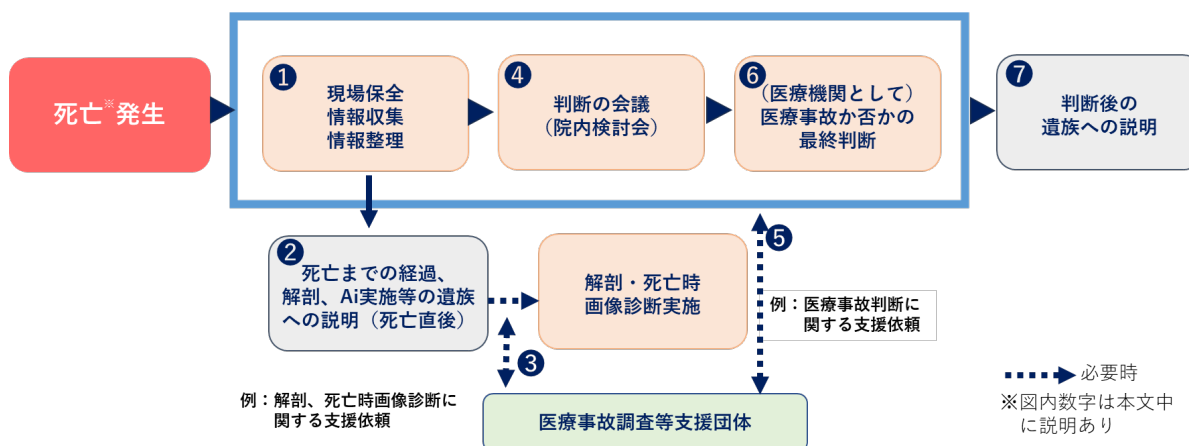 死亡※発生
❶
現場保全
情報収集
情報整理
❹
判断の会議
（院内検討会）
❻
（医療機関として）
医療事故か否かの
最終判断
❼
判断後の
遺族への説明
❷
死亡までの経過、
解剖、Ai実施等の遺族
への説明（死亡直後）
解剖・死亡時
画像診断実施
❺
例：医療事故判断に
関する支援依頼
❸
例：解剖、死亡時画像診断に
関する支援依頼
医療事故調査等支援団体
必要時
※図内数字は本文中
に説明あり